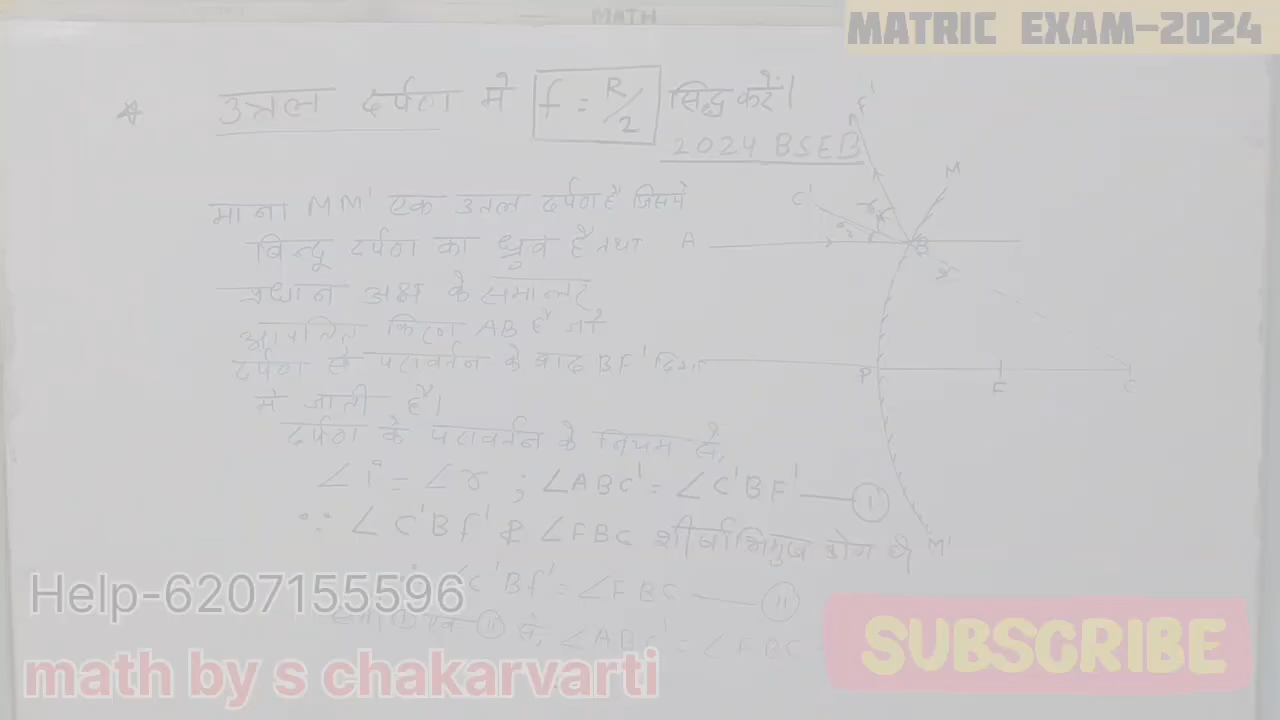 MATH
MATRIC EXAM-2024
उत्तल दर्पण में f = R/2 सिद्ध करें।
2024 BSEB
माना MM' एक उत्तल दर्पण है जिसमे
बिन्दू दर्पण का ध्रुव है तथा
प्रधान अक्ष के समान्तर
आपतित किरण AB है जो
दर्पण से परावर्तन के बाद BF' दिशा
मे जाती है।
दर्पण के परावर्तन के नियम से,
∠i = ∠r ; ∠ABC' = ∠C'BF' — (I)
∵ ∠C'BF' & ∠FBC शीर्षाभिमुख कोण है
∴ ∠C'BF' = ∠FBC — (II)
(I) एवं (II) से, ∠ABC' = ∠FBC
F'
M
C'
r
i
A
B
P
F
C
M'
Help-6207155596
math by s chakarvarti
SUBSCRIBE